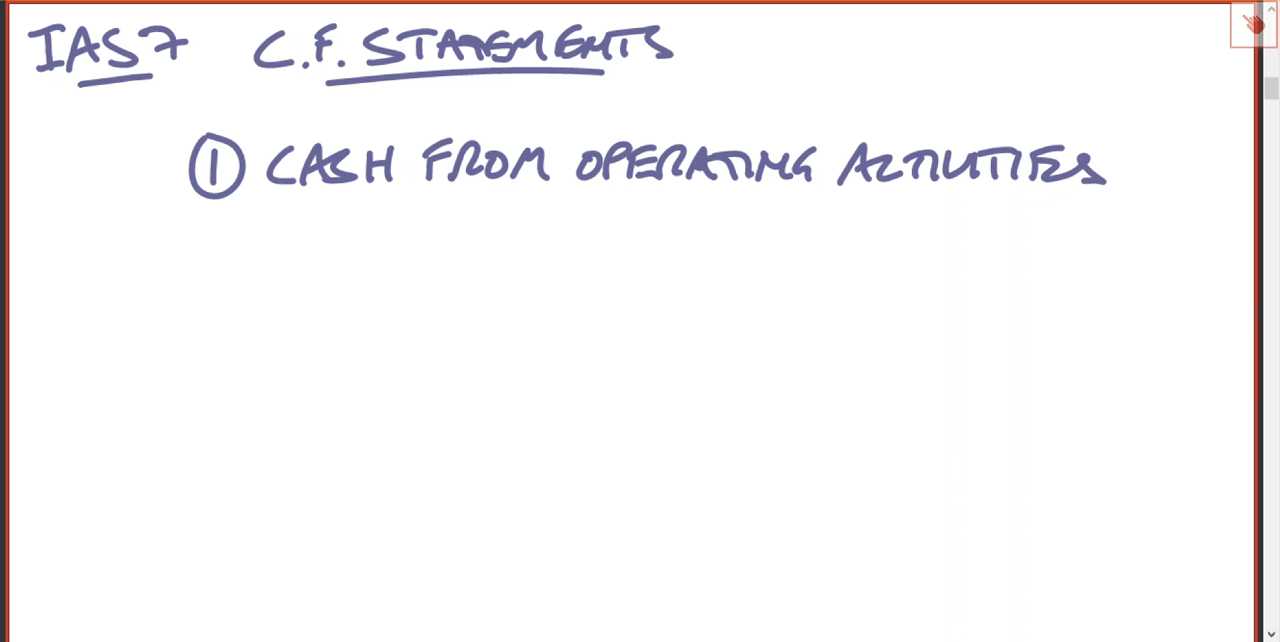 IAS7 C.F. STATEMENTS
① CASH FROM OPERATING ACTIVITIES